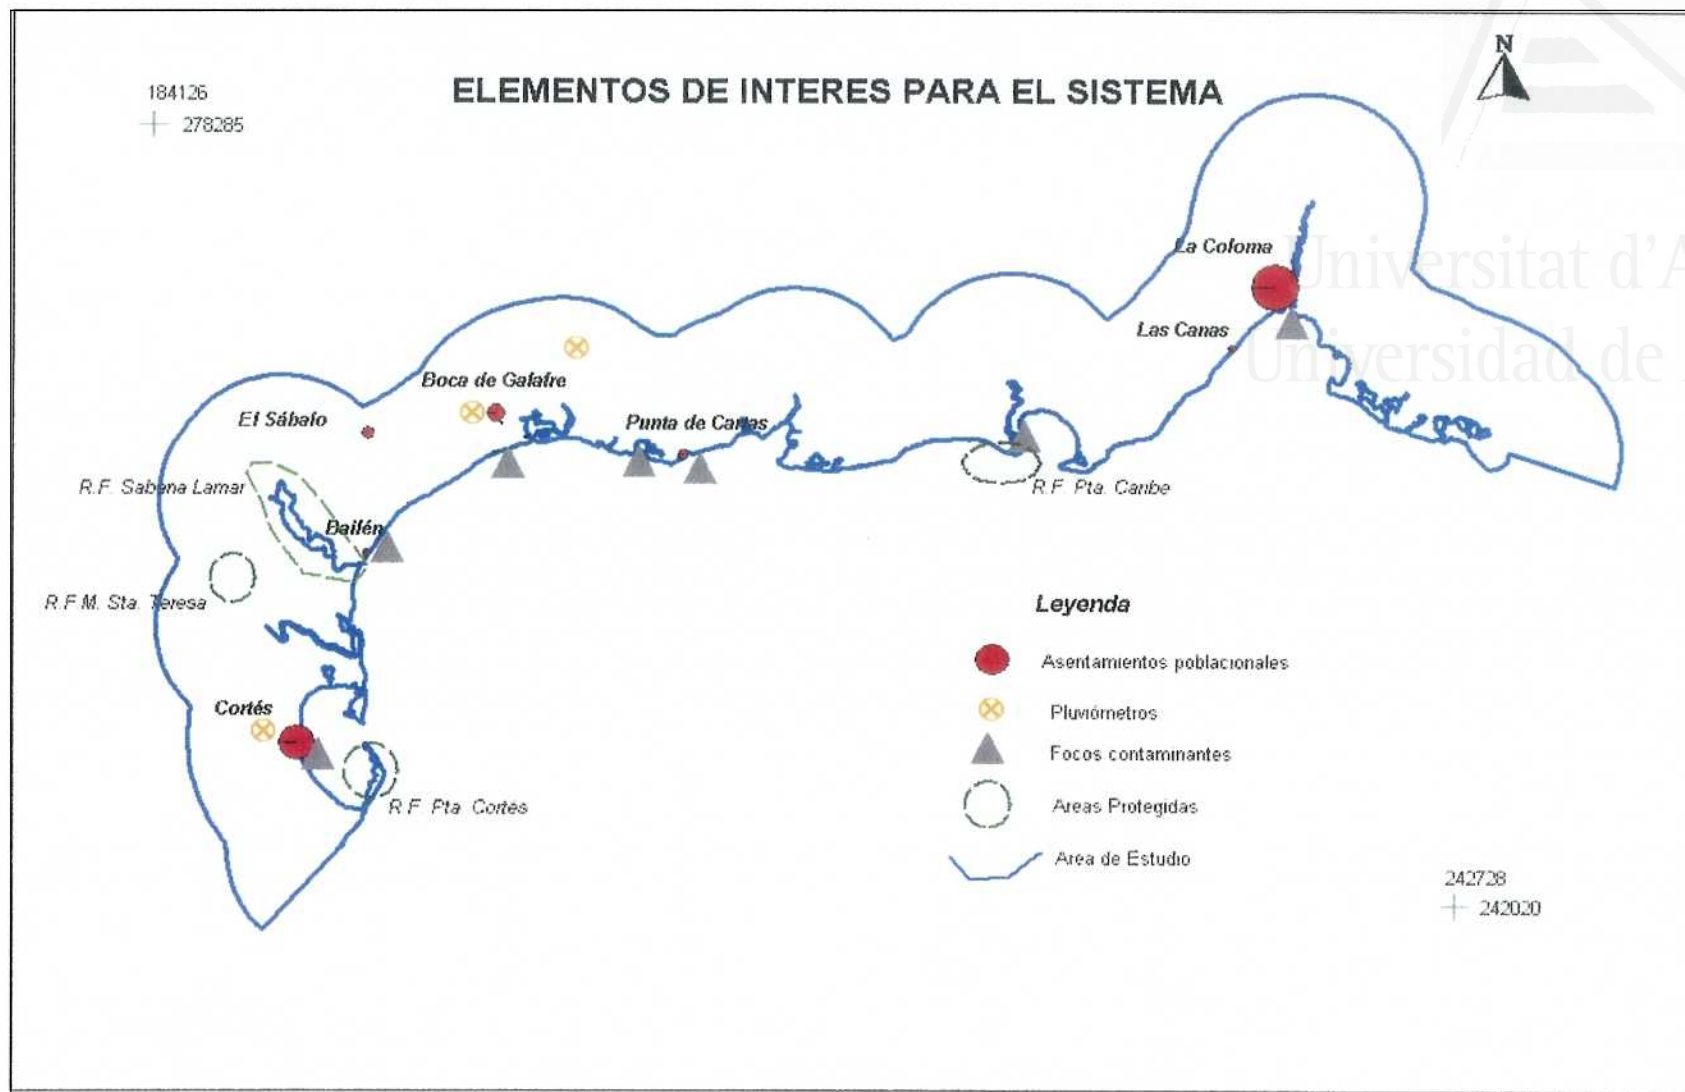 N
184126
278285
ELEMENTOS DE INTERES PARA EL SISTEMA
La Coloma
Universitat d'A
Las Canas
Universidad de
Boca de Galafre
El Sábalo
Punta de Cartas
R.F. Sabana Lamar
R.F. Pta. Caribe
Bailén
R.F.M. Sta. Teresa
Leyenda
Asentamientos poblacionales
Cortés
Pluviómetros
Focos contaminantes
R.F. Pta. Cortes
Areas Protegidas
Area de Estudio
242728
242020